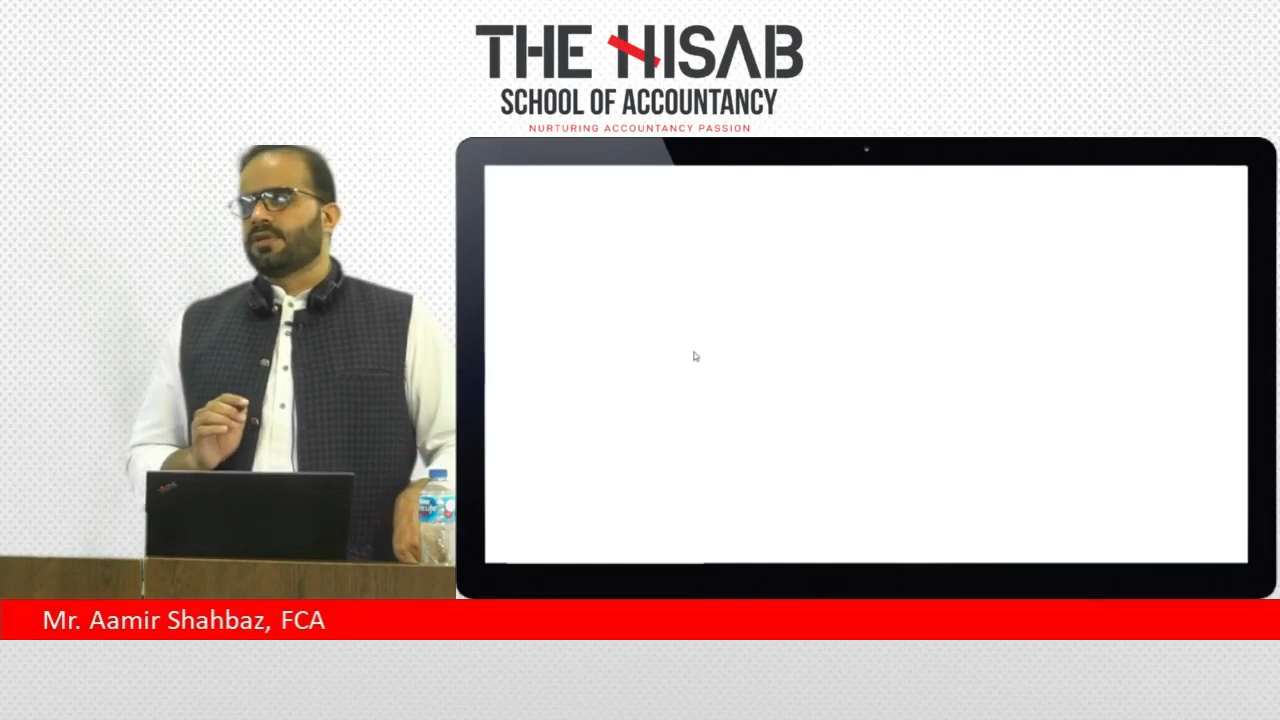 THE HISAB
SCHOOL OF ACCOUNTANCY
NURTURING ACCOUNTANCY PASSION
Mr. Aamir Shahbaz, FCA